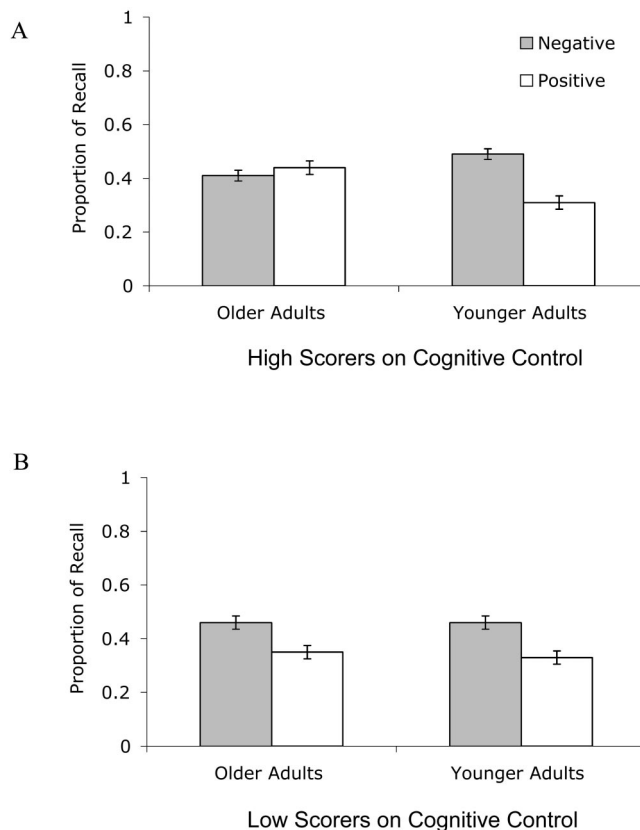 A
1
0.8
0.6
0.4
0.2
0
Proportion of Recall
Negative
Positive
Older Adults Younger Adults
High Scorers on Cognitive Control
B
1
0.8
0.6
0.4
0.2
0
Proportion of Recall
Older Adults Younger Adults
Low Scorers on Cognitive Control